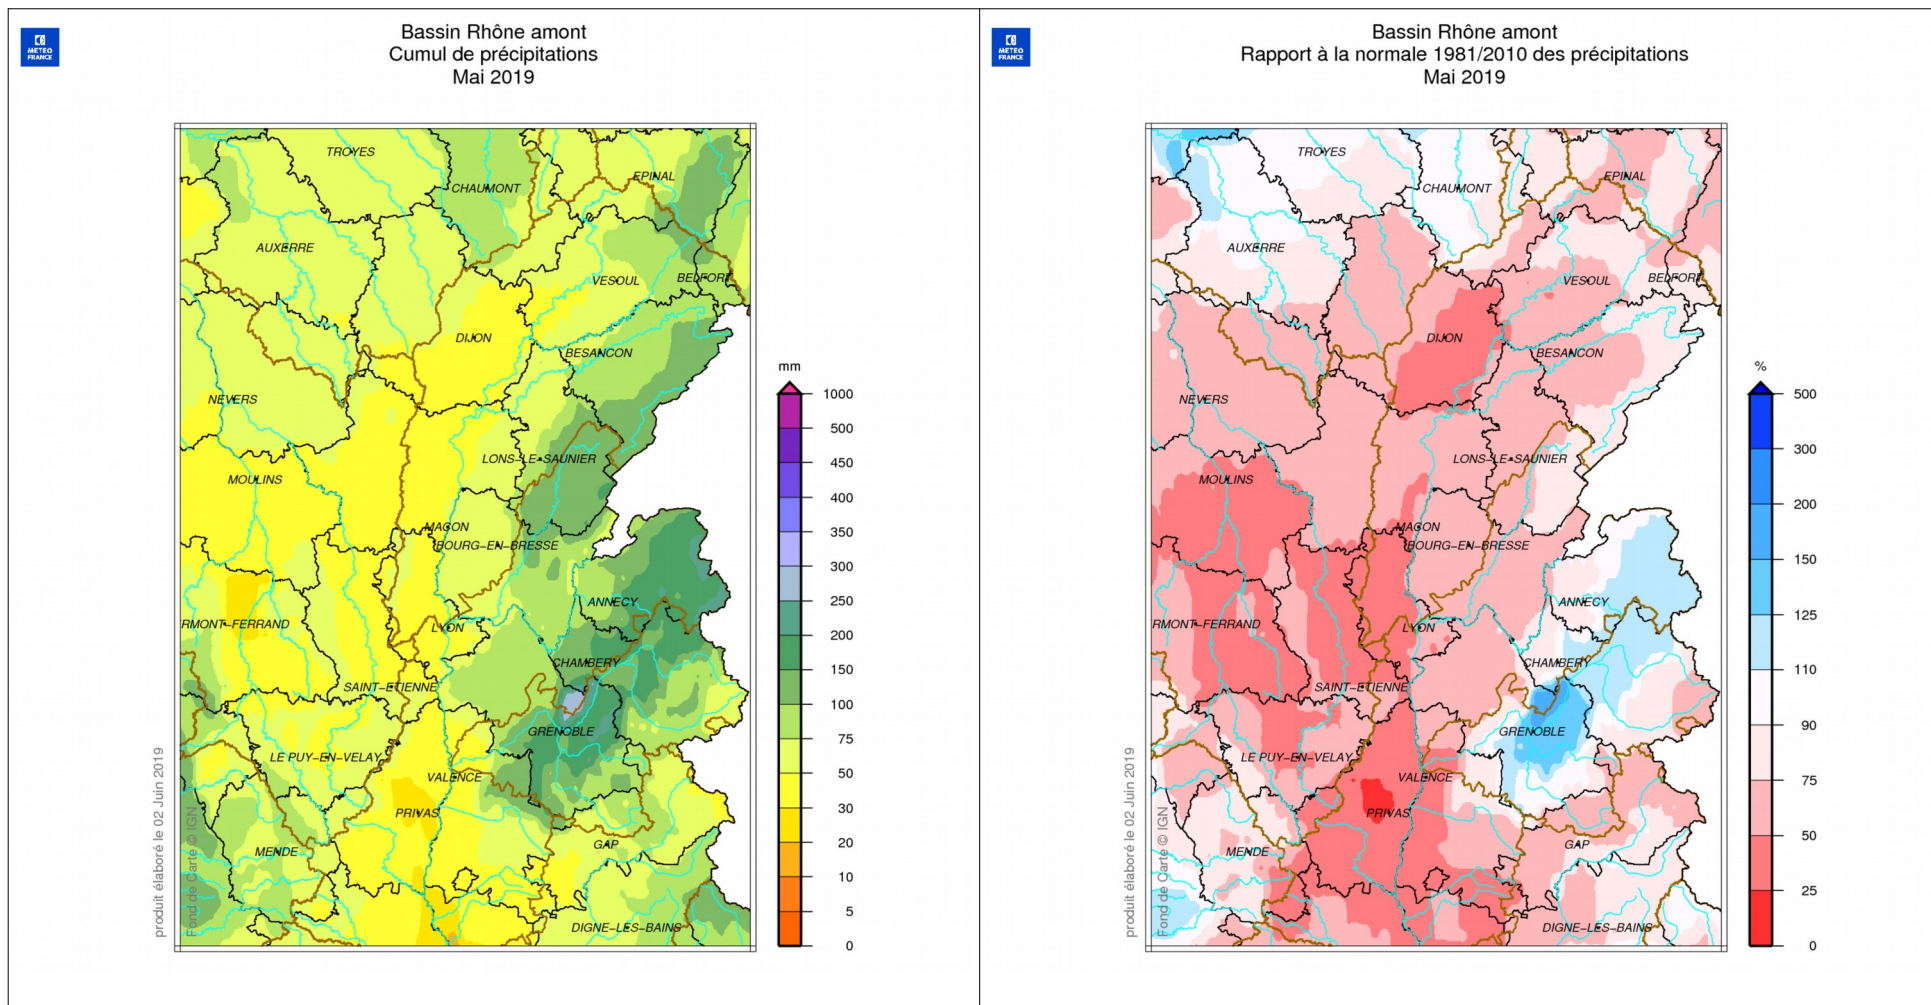 METEO
FRANCE
Bassin Rhône amont
Cumul de précipitations
Mai 2019
TROYES
CHAUMONT
EPINAL
AUXERRE
VESOUL
BELFORT
DIJON
BESANCON
NEVERS
LONS-LE-SAUNIER
MOULINS
MACON
BOURG-EN-BRESSE
ANNECY
RMONT-FERRAND
LYON
CHAMBERY
SAINT-ETIENNE
GRENOBLE
LE PUY-EN-VELAY
VALENCE
PRIVAS
GAP
MENDE
DIGNE-LES-BAINS
produit élaboré le 02 Juin 2019
Fond de Carte © IGN
mm
1000
500
450
400
350
300
250
200
150
100
75
50
30
20
10
5
0
METEO
FRANCE
Bassin Rhône amont
Rapport à la normale 1981/2010 des précipitations
Mai 2019
TROYES
CHAUMONT
EPINAL
AUXERRE
VESOUL
BELFORT
DIJON
BESANCON
NEVERS
LONS-LE-SAUNIER
MOULINS
MACON
BOURG-EN-BRESSE
ANNECY
RMONT-FERRAND
LYON
CHAMBERY
SAINT-ETIENNE
GRENOBLE
LE PUY-EN-VELAY
VALENCE
PRIVAS
GAP
MENDE
DIGNE-LES-BAINS
produit élaboré le 02 Juin 2019
Fond de Carte © IGN
%
500
300
200
150
125
110
90
75
50
25
0